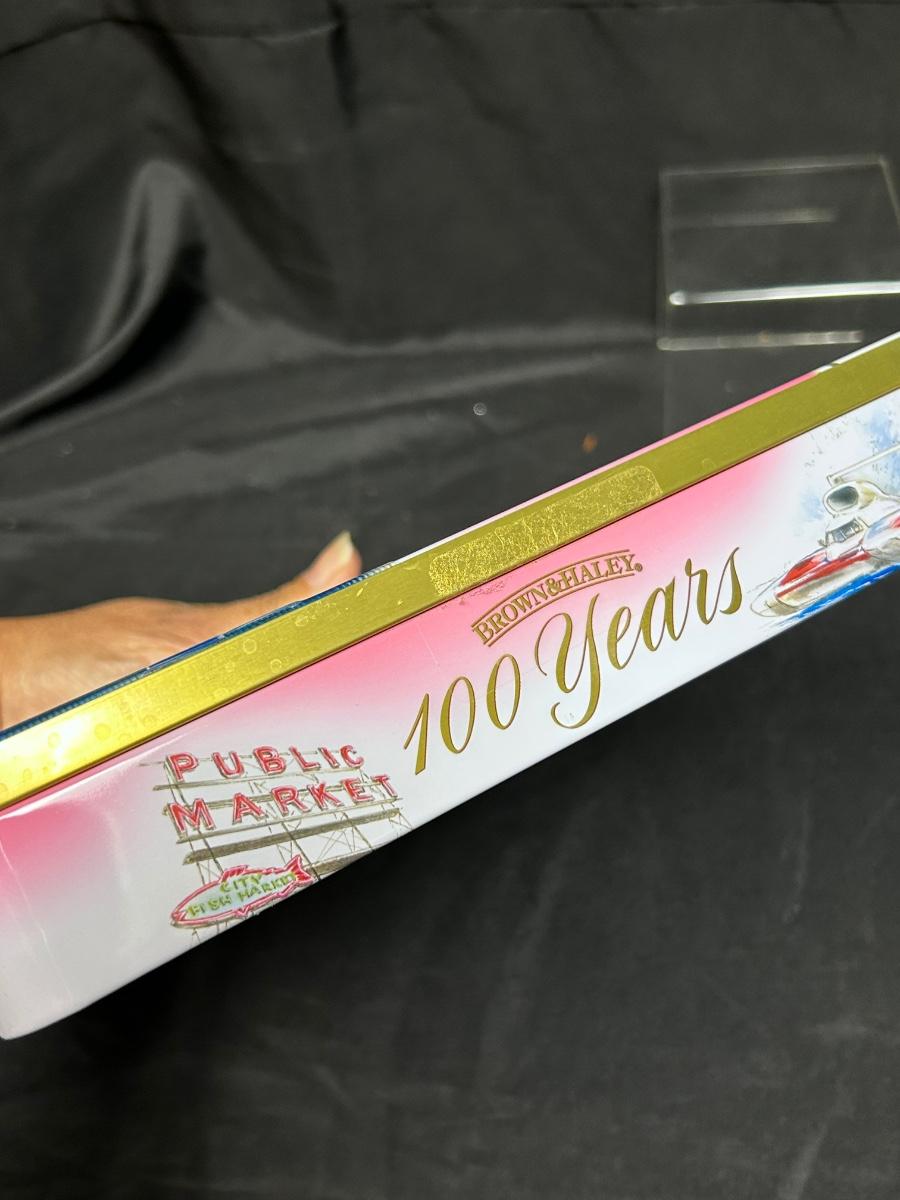 BROWN&HALEY®
100 Years
PUBLIC
MARKET
CITY
FISH MARKET